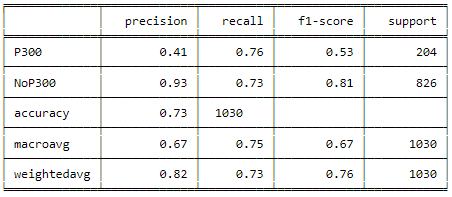 precision recall f1-score support
P300 0.41 0.76 0.53 204
NoP300 0.93 0.73 0.81 826
accuracy 0.73 1030
macroavg 0.67 0.75 0.67 1030
weightedavg 0.82 0.73 0.76 1030